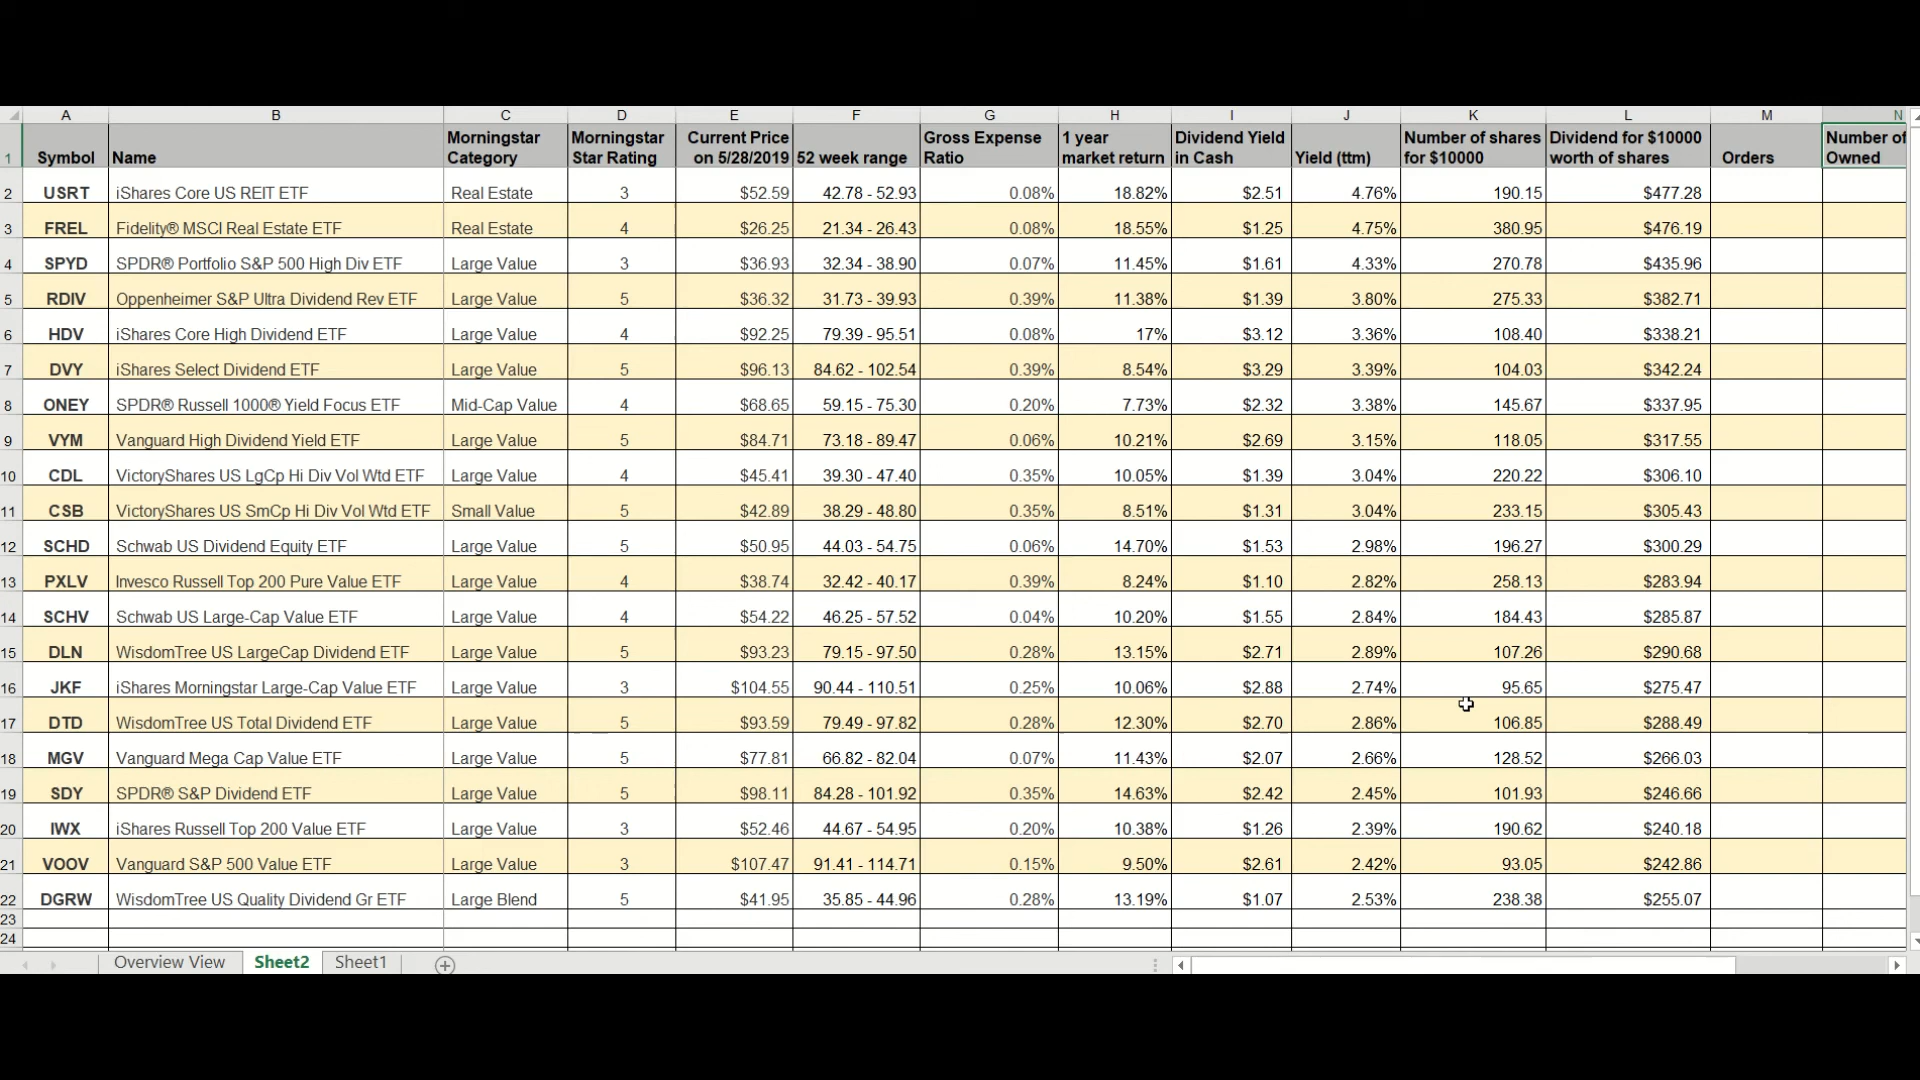 A B C D E F G H I J K L M N
1 Symbol Name Morningstar Category Morningstar Star Rating Current Price on 5/28/2019 52 week range Gross Expense Ratio 1 year market return Dividend Yield in Cash Yield (ttm) Number of shares for $10000 Dividend for $10000 worth of shares Orders Number of Owned
2 USRT iShares Core US REIT ETF Real Estate 3 $52.59 42.78 - 52.93 0.08% 18.82% $2.51 4.76% 190.15 $477.28
3 FREL Fidelity® MSCI Real Estate ETF Real Estate 4 $26.25 21.34 - 26.43 0.08% 18.55% $1.25 4.75% 380.95 $476.19
4 SPYD SPDR® Portfolio S&P 500 High Div ETF Large Value 3 $36.93 32.34 - 38.90 0.07% 11.45% $1.61 4.33% 270.78 $435.96
5 RDIV Oppenheimer S&P Ultra Dividend Rev ETF Large Value 5 $36.32 31.73 - 39.93 0.39% 11.38% $1.39 3.80% 275.33 $382.71
6 HDV iShares Core High Dividend ETF Large Value 4 $92.25 79.39 - 95.51 0.08% 17% $3.12 3.36% 108.40 $338.21
7 DVY iShares Select Dividend ETF Large Value 5 $96.13 84.62 - 102.54 0.39% 8.54% $3.29 3.39% 104.03 $342.24
8 ONEY SPDR® Russell 1000® Yield Focus ETF Mid-Cap Value 4 $68.65 59.15 - 75.30 0.20% 7.73% $2.32 3.38% 145.67 $337.95
9 VYM Vanguard High Dividend Yield ETF Large Value 5 $84.71 73.18 - 89.47 0.06% 10.21% $2.69 3.15% 118.05 $317.55
10 CDL VictoryShares US LgCp Hi Div Vol Wtd ETF Large Value 4 $45.41 39.30 - 47.40 0.35% 10.05% $1.39 3.04% 220.22 $306.10
11 CSB VictoryShares US SmCp Hi Div Vol Wtd ETF Small Value 5 $42.89 38.29 - 48.80 0.35% 8.51% $1.31 3.04% 233.15 $305.43
12 SCHD Schwab US Dividend Equity ETF Large Value 5 $50.95 44.03 - 54.75 0.06% 14.70% $1.53 2.98% 196.27 $300.29
13 PXLV Invesco Russell Top 200 Pure Value ETF Large Value 4 $38.74 32.42 - 40.17 0.39% 8.24% $1.10 2.82% 258.13 $283.94
14 SCHV Schwab US Large-Cap Value ETF Large Value 4 $54.22 46.25 - 57.52 0.04% 10.20% $1.55 2.84% 184.43 $285.87
15 DLN WisdomTree US LargeCap Dividend ETF Large Value 5 $93.23 79.15 - 97.50 0.28% 13.15% $2.71 2.89% 107.26 $290.68
16 JKF iShares Morningstar Large-Cap Value ETF Large Value 3 $104.55 90.44 - 110.51 0.25% 10.06% $2.88 2.74% 95.65 $275.47
17 DTD WisdomTree US Total Dividend ETF Large Value 5 $93.59 79.49 - 97.82 0.28% 12.30% $2.70 2.86% 106.85 $288.49
18 MGV Vanguard Mega Cap Value ETF Large Value 5 $77.81 66.82 - 82.04 0.07% 11.43% $2.07 2.66% 128.52 $266.03
19 SDY SPDR® S&P Dividend ETF Large Value 5 $98.11 84.28 - 101.92 0.35% 14.63% $2.42 2.45% 101.93 $246.66
20 IWX iShares Russell Top 200 Value ETF Large Value 3 $52.46 44.67 - 54.95 0.20% 10.38% $1.26 2.39% 190.62 $240.18
21 VOOV Vanguard S&P 500 Value ETF Large Value 3 $107.47 91.41 - 114.71 0.15% 9.50% $2.61 2.42% 93.05 $242.86
22 DGRW WisdomTree US Quality Dividend Gr ETF Large Blend 5 $41.95 35.85 - 44.96 0.28% 13.19% $1.07 2.53% 238.38 $255.07
23
24
Overview View Sheet2 Sheet1